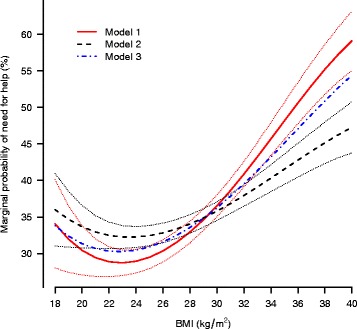 Model 1
Model 2
Model 3
Marginal probability of need for help (%)
60
55
50
45
40
35
30
18 20 22 24 26 28 30 32 34 36 38 40
BMI (kg/m²)